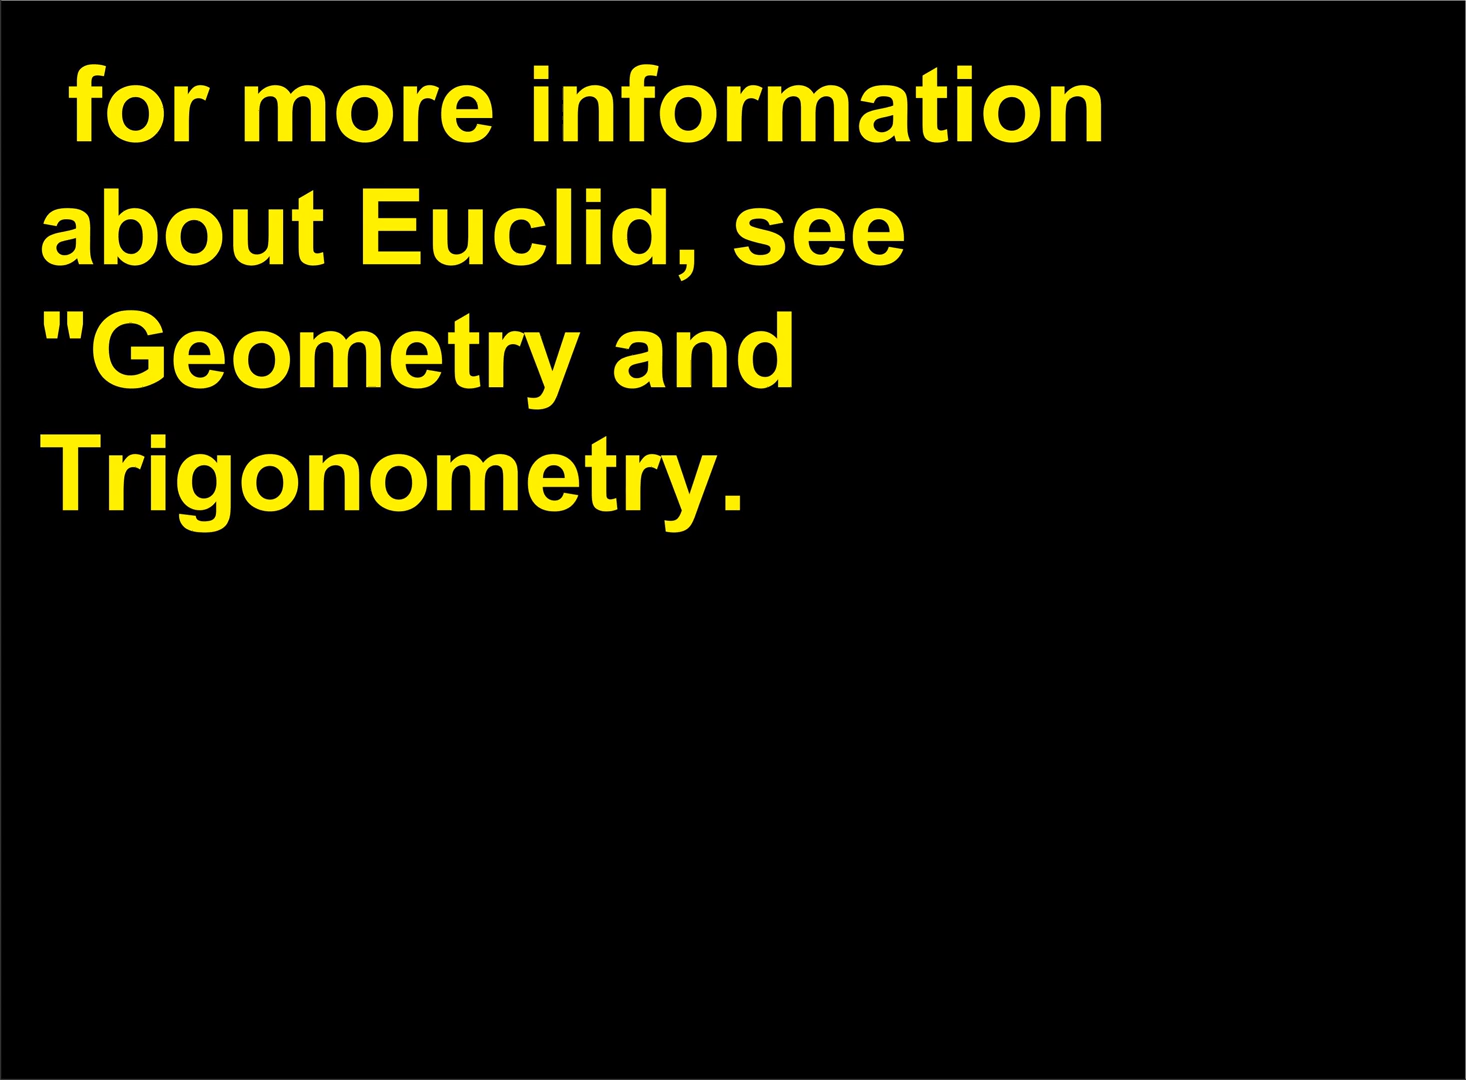 for more information
about Euclid, see
"Geometry and
Trigonometry.